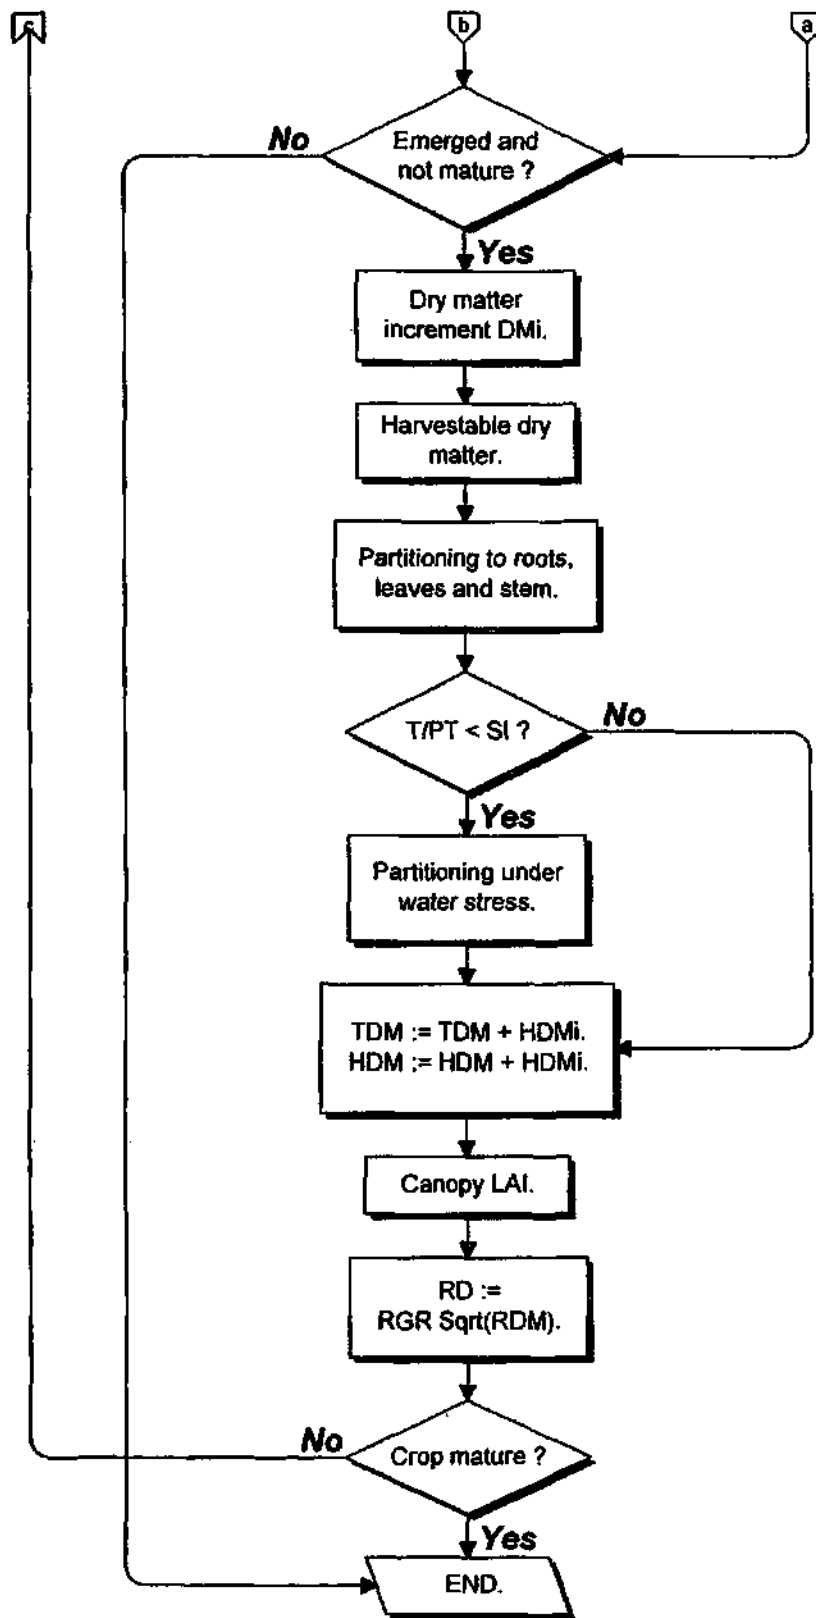 c
b
a
No
Emerged and
not mature ?
Yes
Dry matter
increment DMi.
Harvestable dry
matter.
Partitioning to roots,
leaves and stem.
T/PT < SI ?
No
Yes
Partitioning under
water stress.
TDM := TDM + HDMi.
HDM := HDM + HDMi.
Canopy LAI.
RD :=
RGR Sqrt(RDM).
No
Crop mature ?
Yes
END.